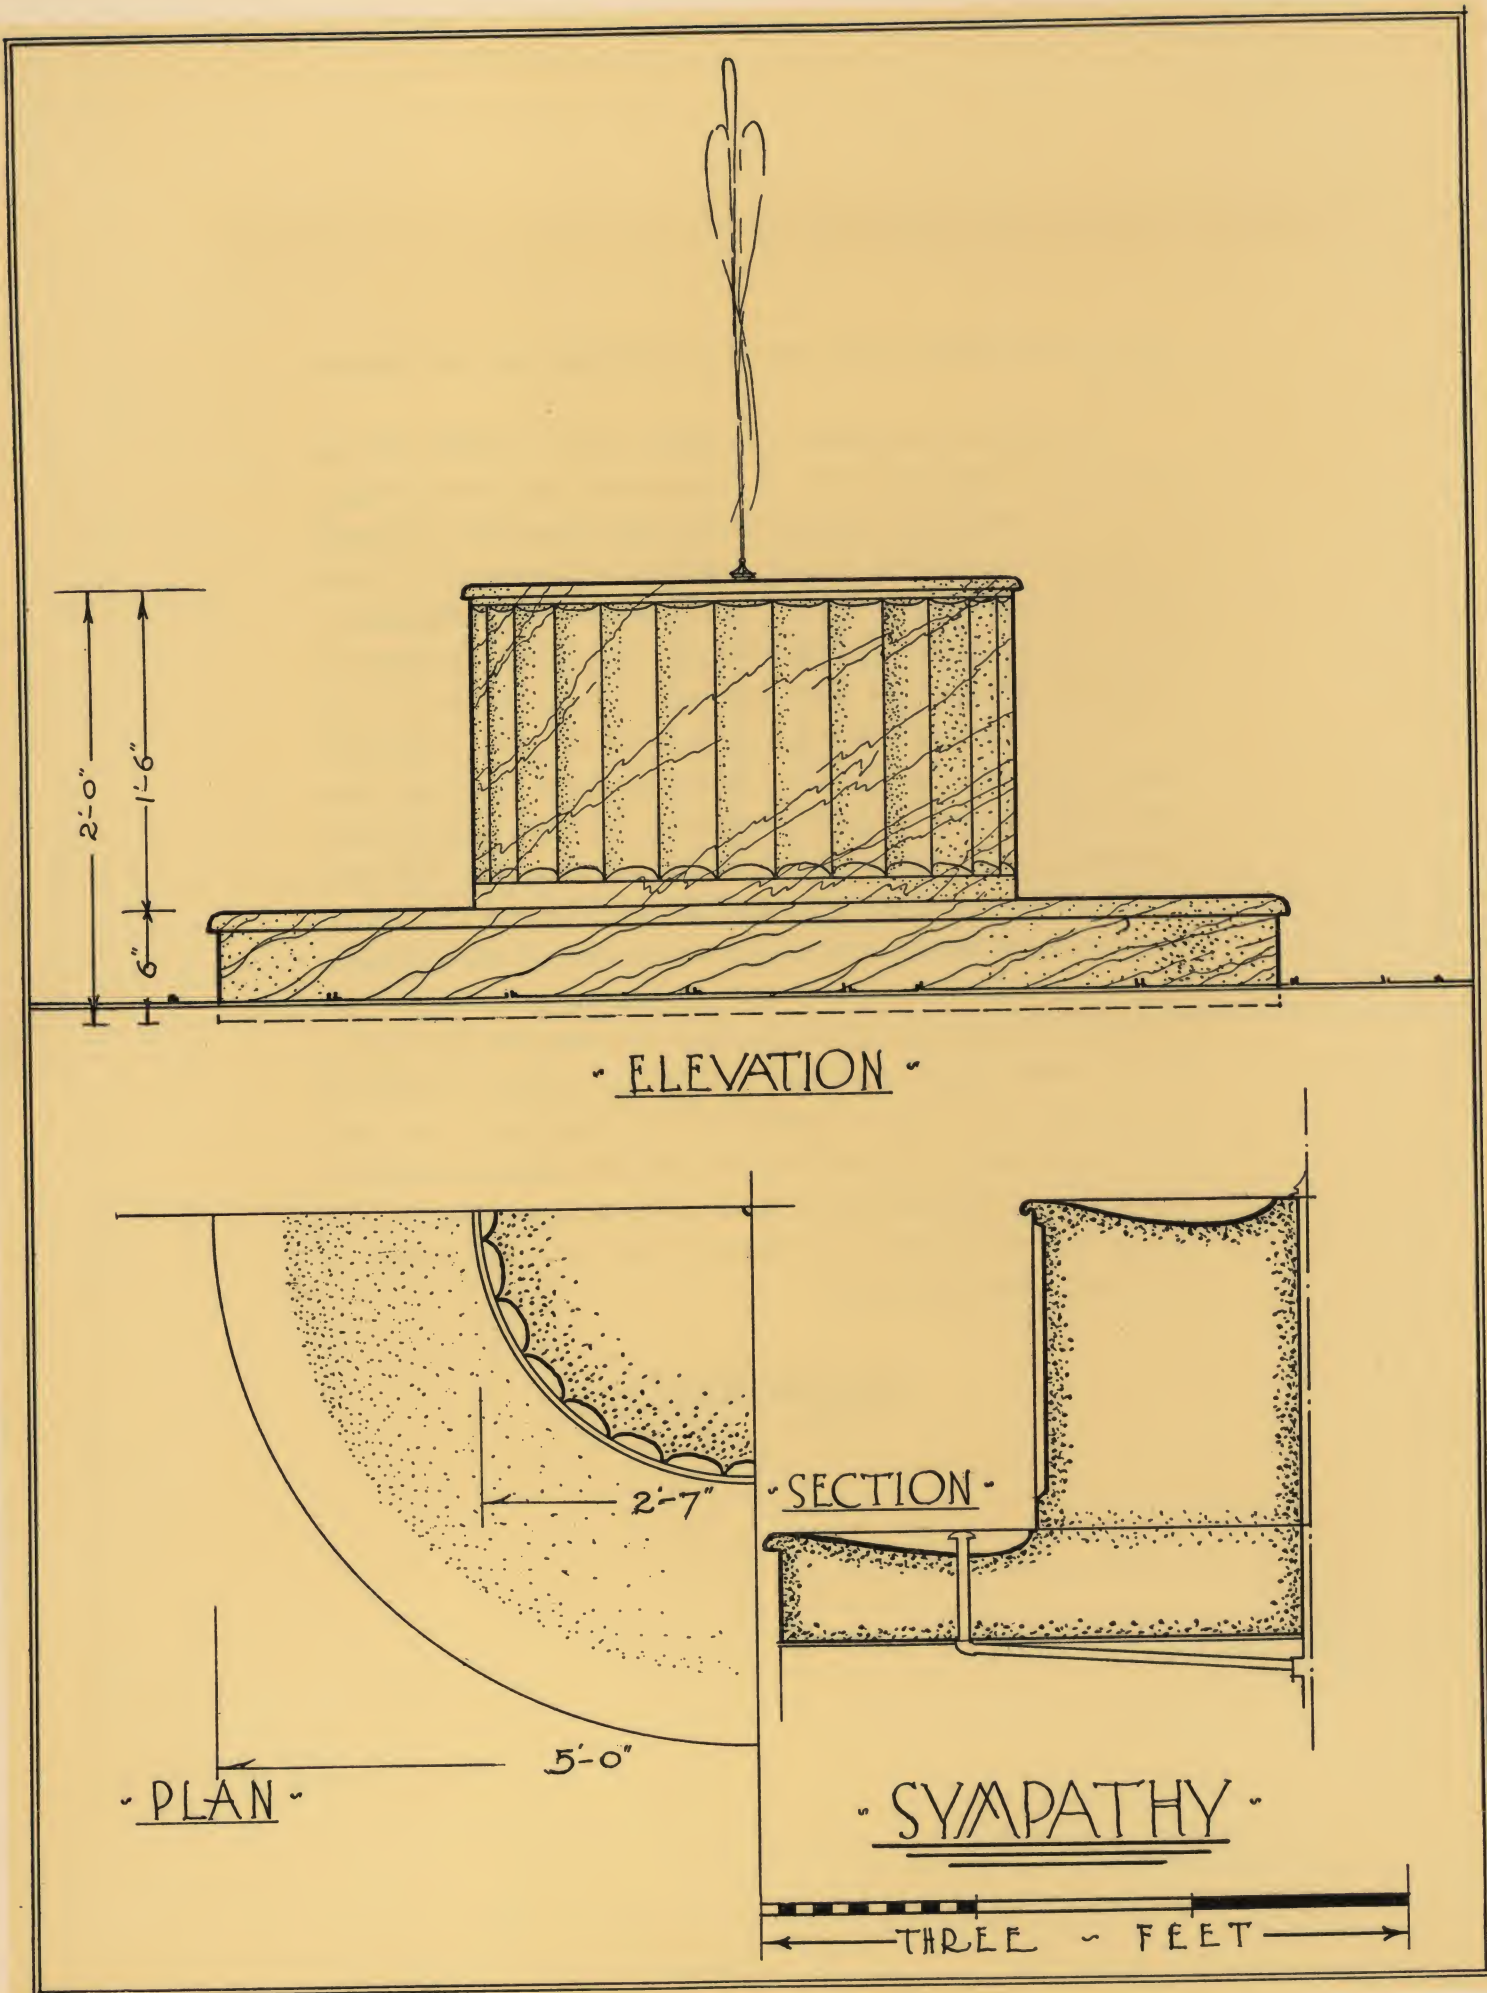 2'-0"
1'-6"
6"
- ELEVATION -
2'-7"
- SECTION -
5'-0"
- PLAN -
- SYMPATHY -
THREE - FEET